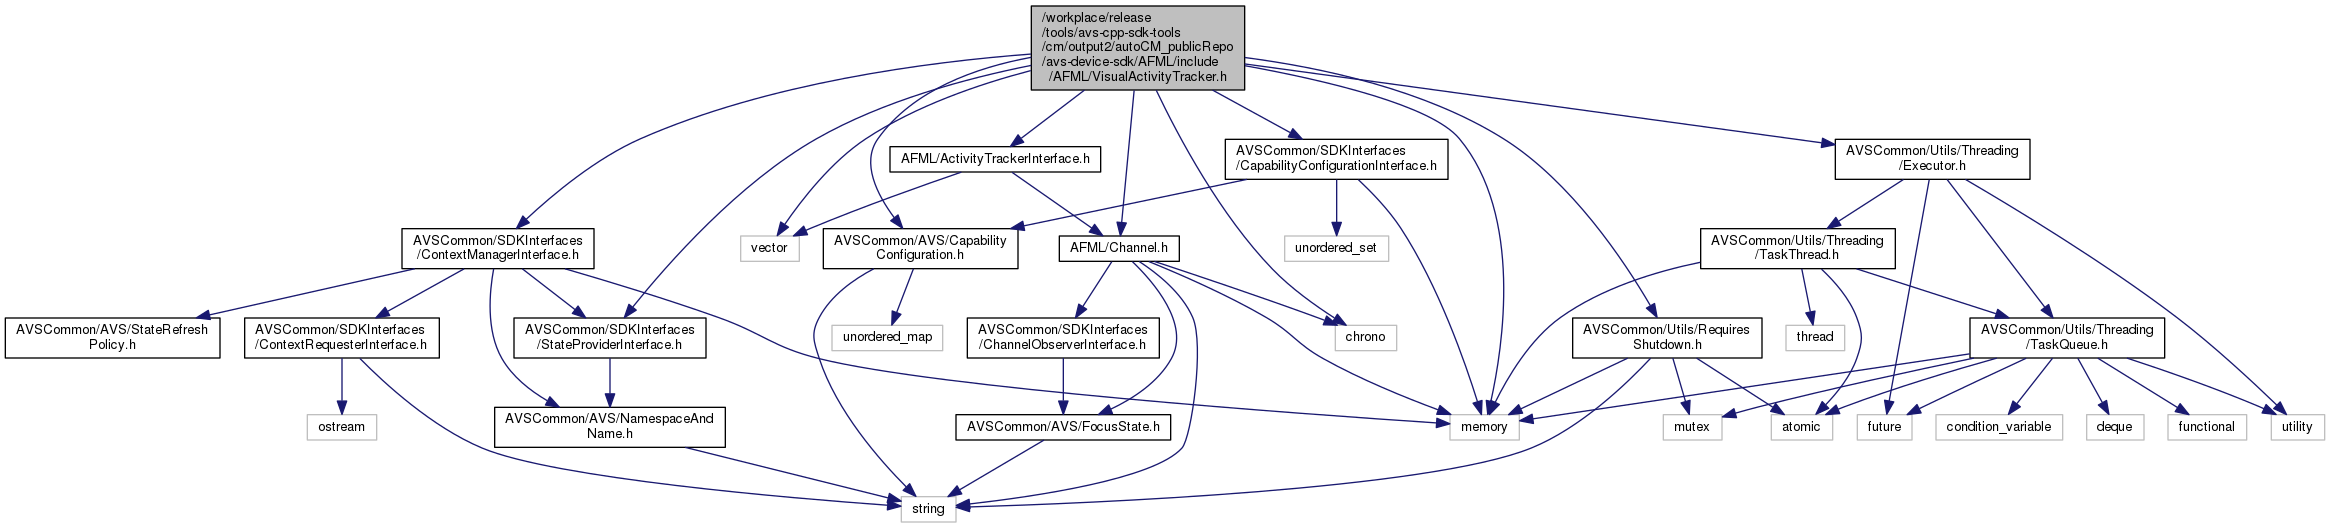 /workplace/release
/tools/avs-cpp-sdk-tools
/cm/output2/autoCM_publicRepo
/avs-device-sdk/AFML/include
/AFML/VisualActivityTracker.h
AFML/ActivityTrackerInterface.h
AVSCommon/SDKInterfaces
/CapabilityConfigurationInterface.h
AVSCommon/Utils/Threading
/Executor.h
AVSCommon/SDKInterfaces
/ContextManagerInterface.h
vector
AVSCommon/AVS/Capability
Configuration.h
AFML/Channel.h
unordered_set
AVSCommon/Utils/Threading
/TaskThread.h
AVSCommon/AVS/StateRefresh
Policy.h
AVSCommon/SDKInterfaces
/ContextRequesterInterface.h
AVSCommon/SDKInterfaces
/StateProviderInterface.h
unordered_map
AVSCommon/SDKInterfaces
/ChannelObserverInterface.h
chrono
AVSCommon/Utils/Requires
Shutdown.h
thread
AVSCommon/Utils/Threading
/TaskQueue.h
ostream
AVSCommon/AVS/NamespaceAnd
Name.h
AVSCommon/AVS/FocusState.h
memory
mutex
atomic
future
condition_variable
deque
functional
utility
string